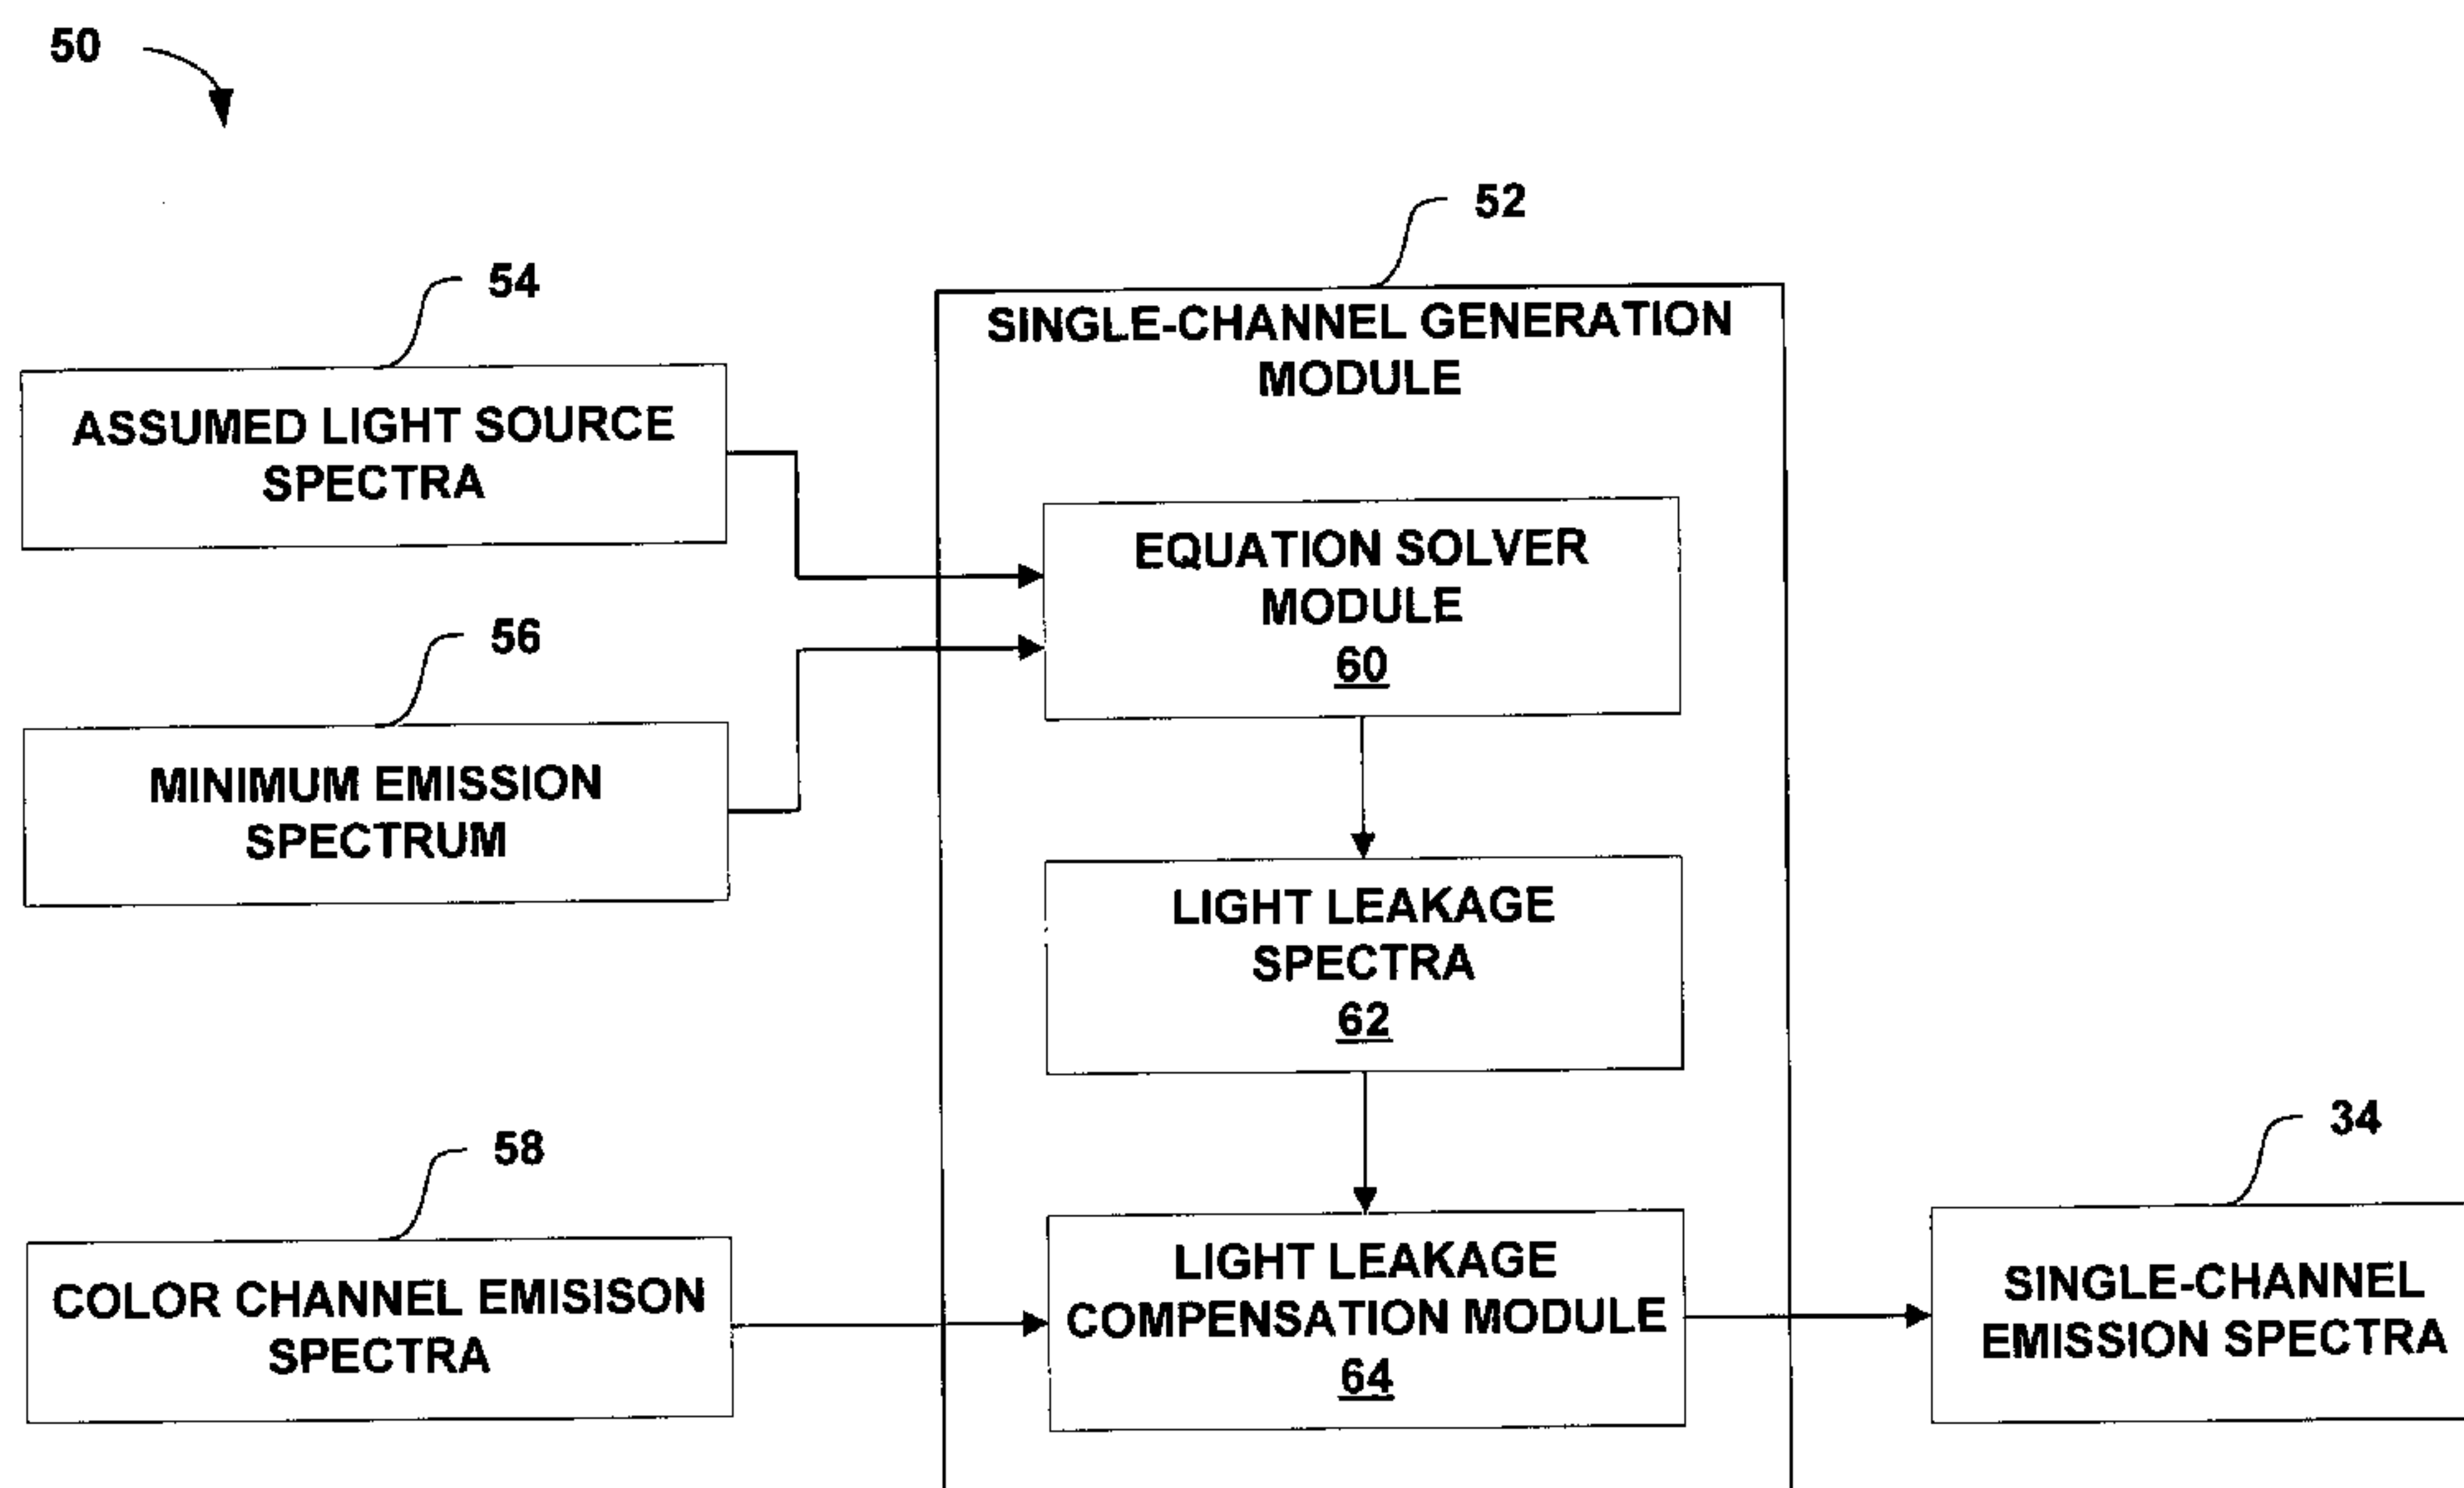 50
52
54
SINGLE-CHANNEL GENERATION
MODULE
ASSUMED LIGHT SOURCE
SPECTRA
EQUATION SOLVER
MODULE
60
56
MINIMUM EMISSION
SPECTRUM
LIGHT LEAKAGE
SPECTRA
62
58
34
COLOR CHANNEL EMISISON
SPECTRA
LIGHT LEAKAGE
COMPENSATION MODULE
64
SINGLE-CHANNEL
EMISSION SPECTRA